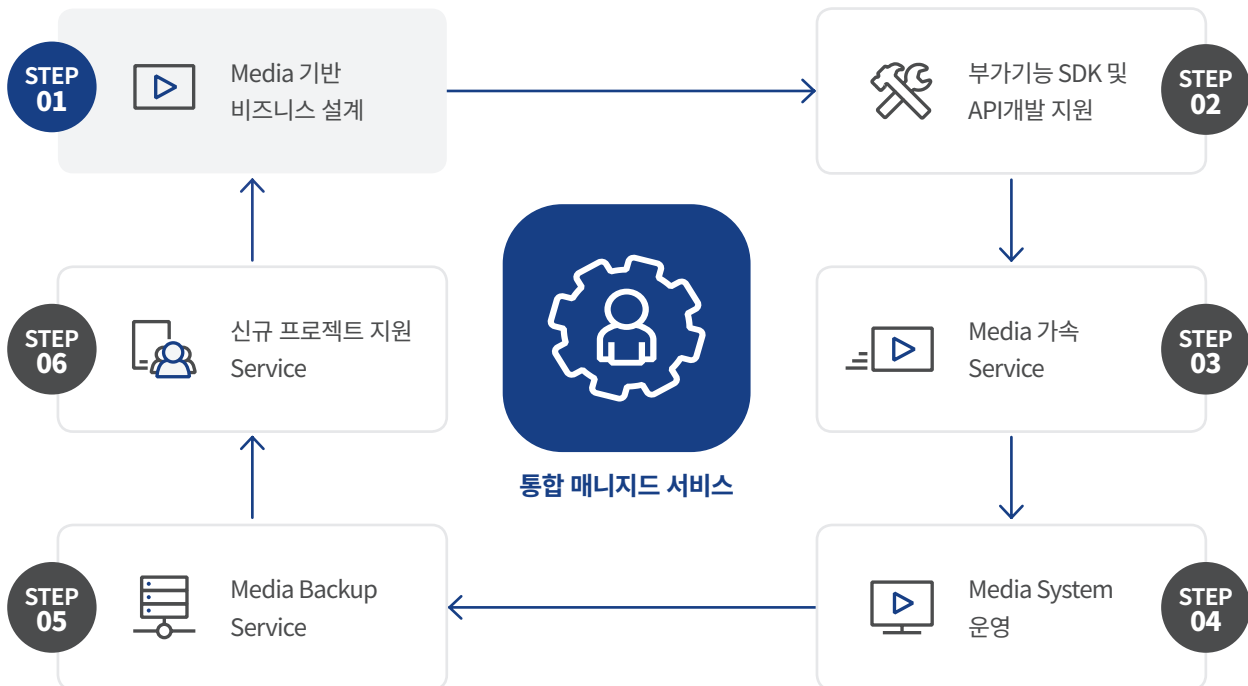 STEP
01
Media 기반
비즈니스 설계
부가기능 SDK 및
API개발 지원
STEP
02
Media 가속
Service
STEP
03
Media System
운영
STEP
04
STEP
05
Media Backup
Service
STEP
06
신규 프로젝트 지원
Service
통합 매니지드 서비스